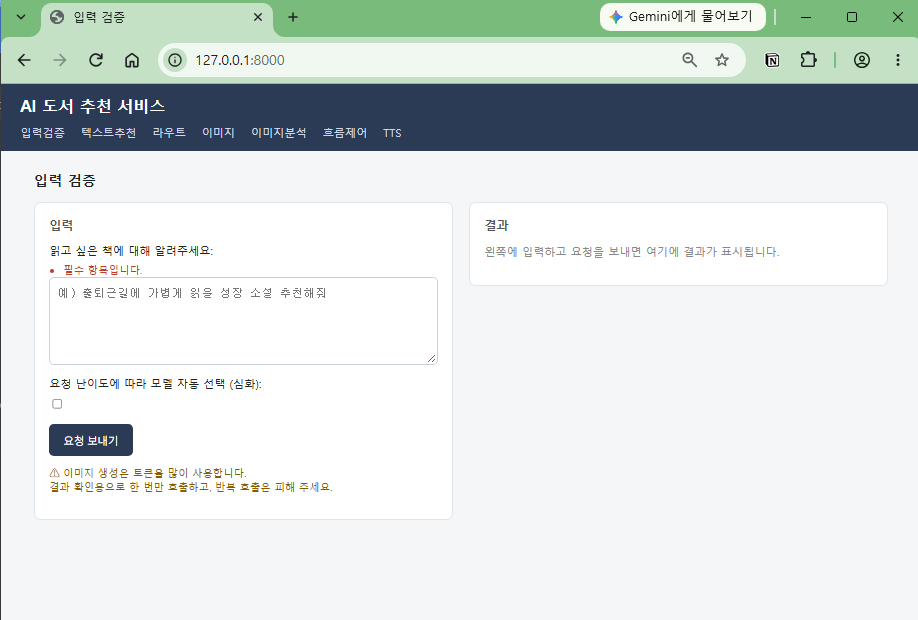 입력 검증
Gemini에게 물어보기
127.0.0.1:8000
AI 도서 추천 서비스
입력검증 텍스트추천 라우트 이미지 이미지분석 흐름제어 TTS
입력 검증
입력
읽고 싶은 책에 대해 알려주세요:
필수 항목입니다.
예) 출퇴근길에 가볍게 읽을 성장 소설 추천해줘
요청 난이도에 따라 모델 자동 선택 (심화):
요청 보내기
⚠ 이미지 생성은 토큰을 많이 사용합니다.
결과 확인용으로 한 번만 호출하고, 반복 호출은 피해 주세요.
결과
왼쪽에 입력하고 요청을 보내면 여기에 결과가 표시됩니다.